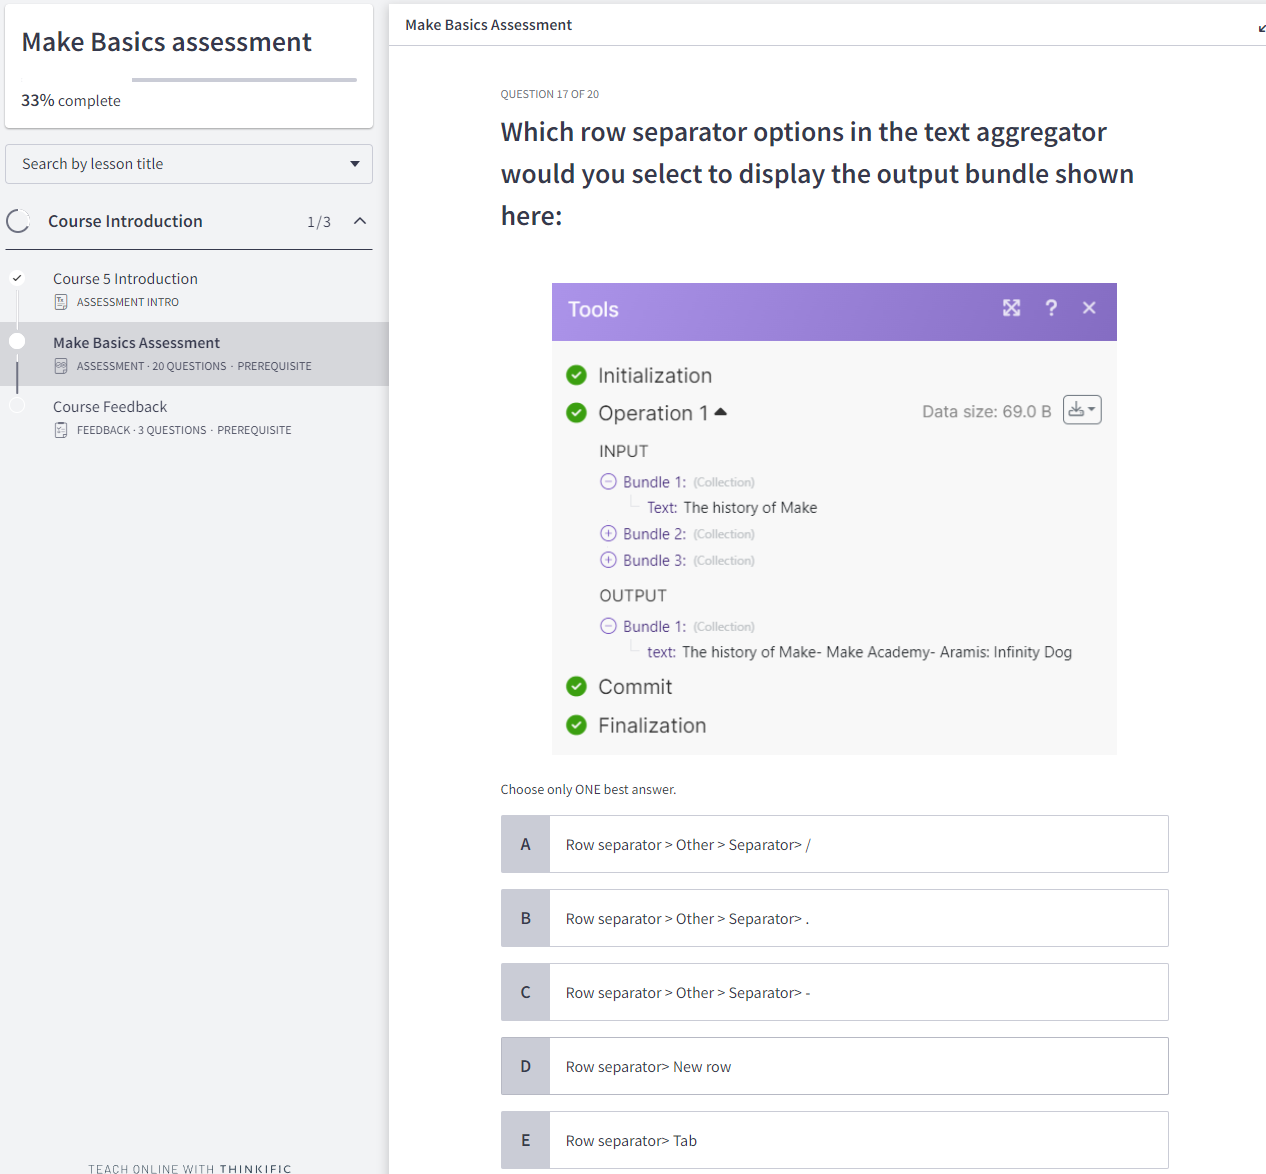 Make Basics assessment
33% complete
Search by lesson title
Course Introduction 1/3
Course 5 Introduction
ASSESSMENT INTRO
Make Basics Assessment
ASSESSMENT · 20 QUESTIONS · PREREQUISITE
Course Feedback
FEEDBACK · 3 QUESTIONS · PREREQUISITE
TEACH ONLINE WITH THINKIFIC
Make Basics Assessment
QUESTION 17 OF 20
Which row separator options in the text aggregator
would you select to display the output bundle shown
here:
Tools ?
Initialization
Operation 1 Data size: 69.0 B
INPUT
Bundle 1: (Collection)
Text: The history of Make
Bundle 2: (Collection)
Bundle 3: (Collection)
OUTPUT
Bundle 1: (Collection)
text: The history of Make- Make Academy- Aramis: Infinity Dog
Commit
Finalization
Choose only ONE best answer.
A Row separator > Other > Separator> /
B Row separator > Other > Separator> .
C Row separator > Other > Separator> -
D Row separator> New row
E Row separator> Tab